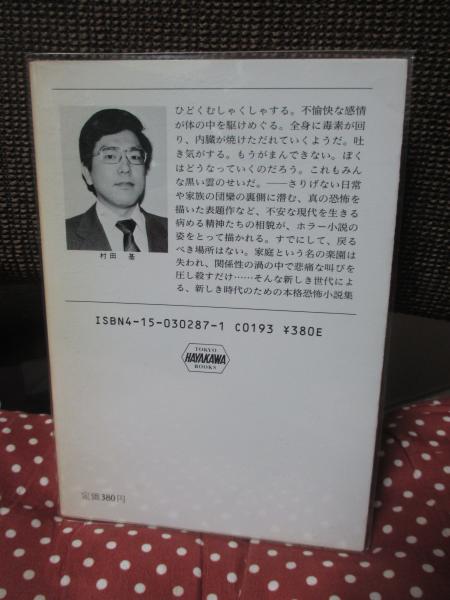 ひどくむしゃくしゃする。不愉快な感情
が体の中を駆けめぐる。全身に毒素が回
り、内臓が焼けただれていくようだ。吐
き気がする。もうがまんできない。ぼく
はどうなっていくのだろう。これもみん
な黒い雲のせいだ。——さりげない日常
や家族の団欒の裏側に潜む、真の恐怖を
描いた表題作など、不安な現代を生きる
病める精神たちの相貌が、ホラー小説の
姿をとって描かれる。すでにして、戻る
べき場所はない。家庭という名の楽園は
失われ、関係性の渦の中で悲痛な叫びを
圧し殺すだけ……そんな新しき世代によ
る、新しき時代のための本格恐怖小説集
村田 基
ISBN4-15-030287-1 C0193 ¥380E
TOKYO
HAYAKAWA
BOOKS
定価380円